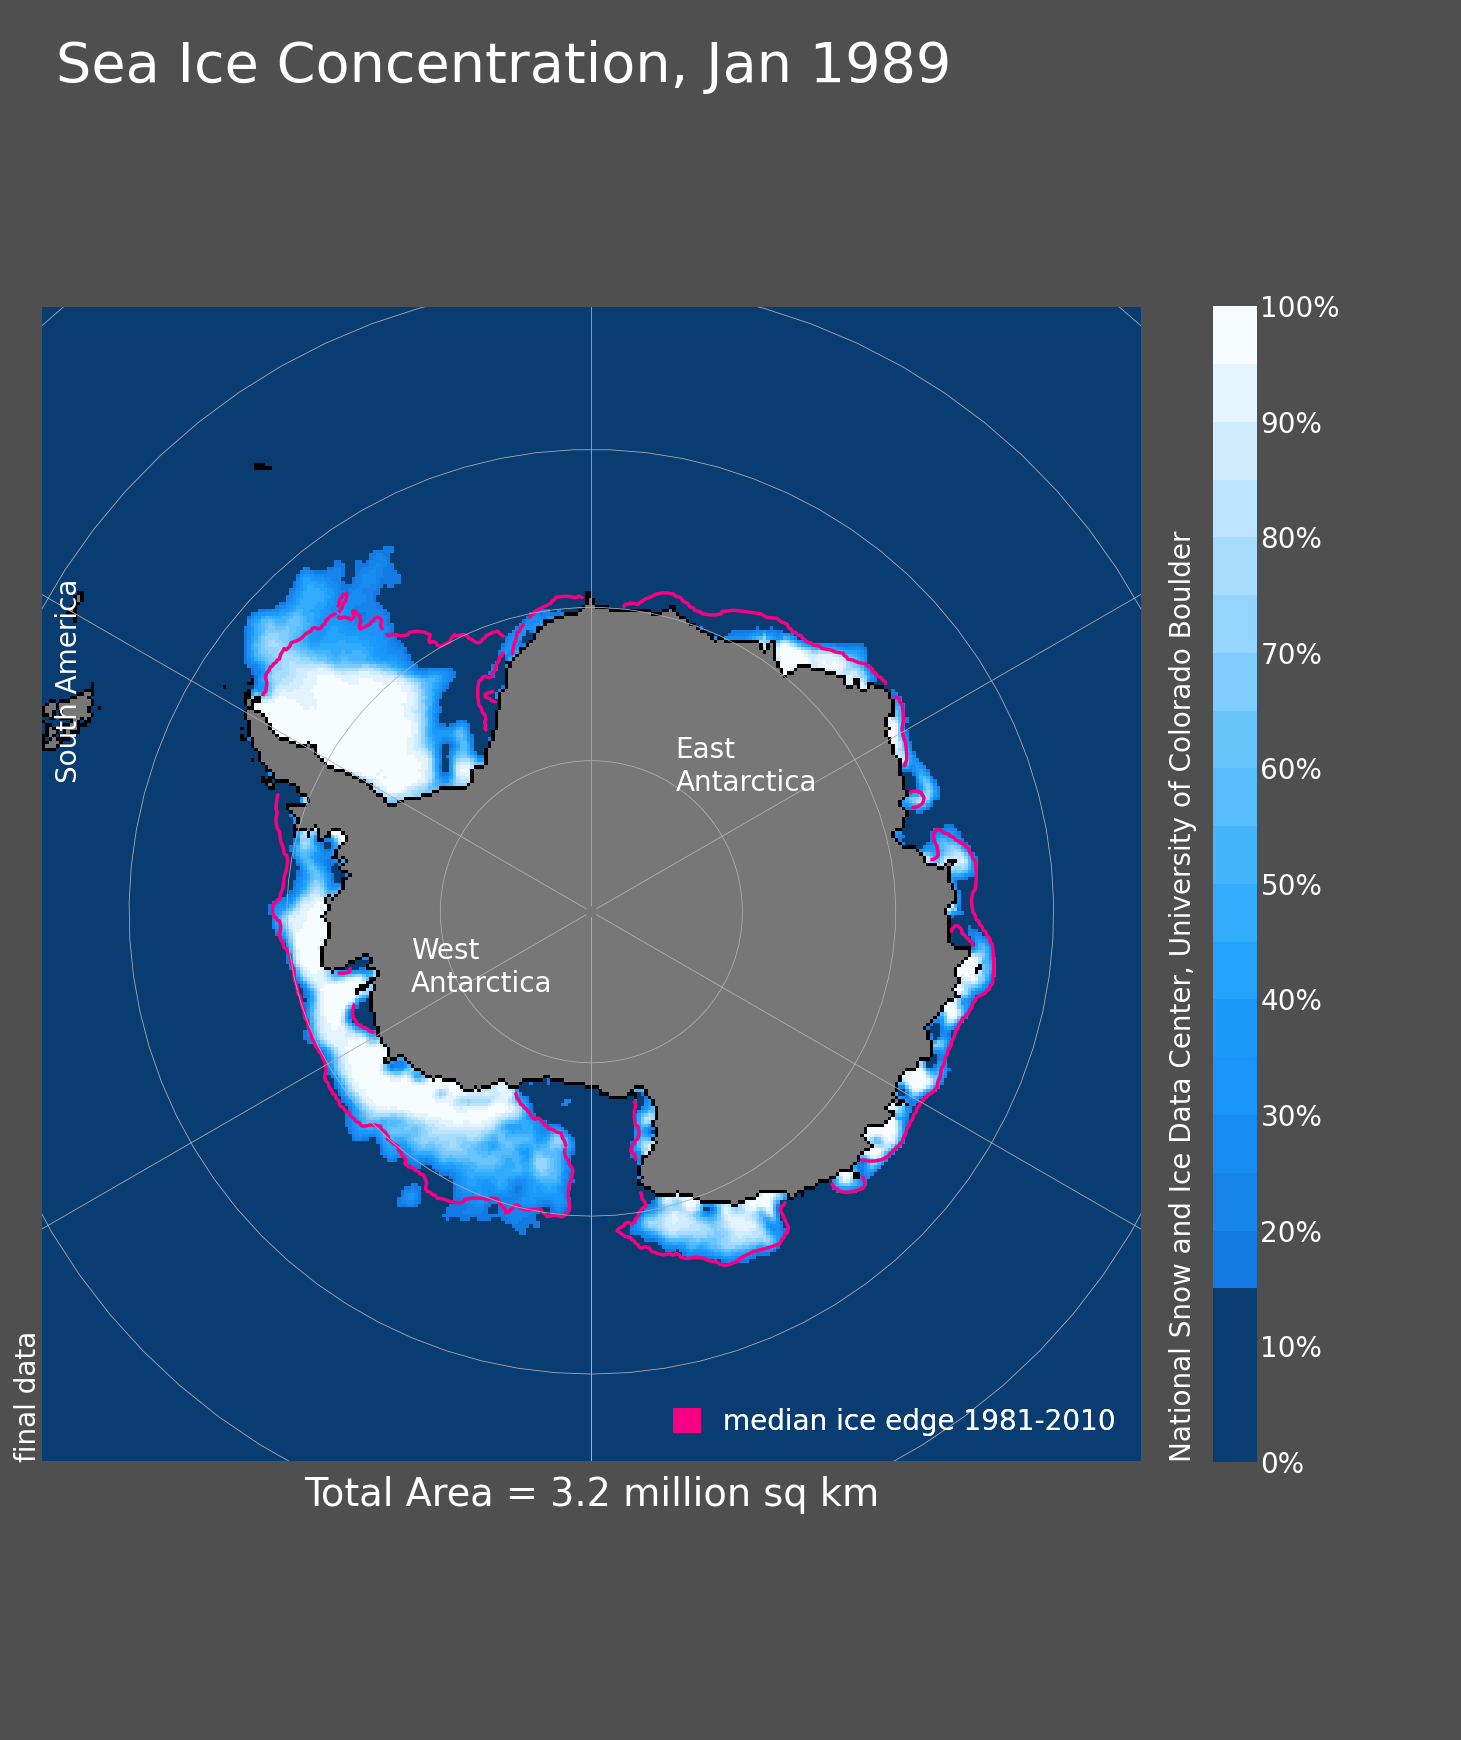 Sea Ice Concentration, Jan 1989
South America
East
Antarctica
West
Antarctica
median ice edge 1981-2010
final data
Total Area = 3.2 million sq km
National Snow and Ice Data Center, University of Colorado Boulder
100%
90%
80%
70%
60%
50%
40%
30%
20%
10%
0%